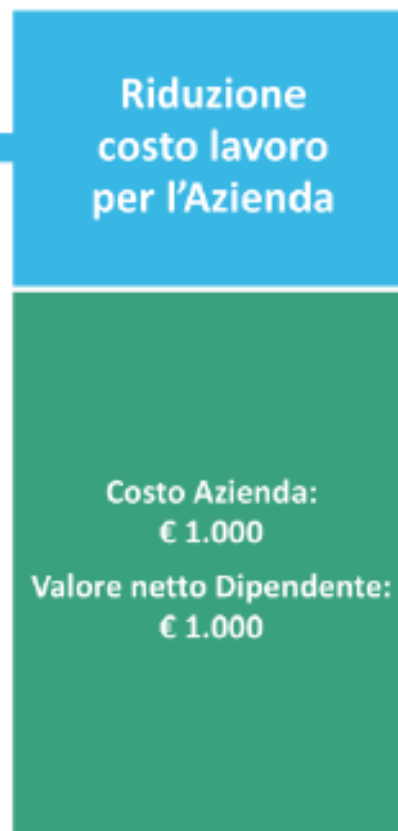 Riduzione
costo lavoro
per l’Azienda
Costo Azienda:
€ 1.000
Valore netto Dipendente:
€ 1.000